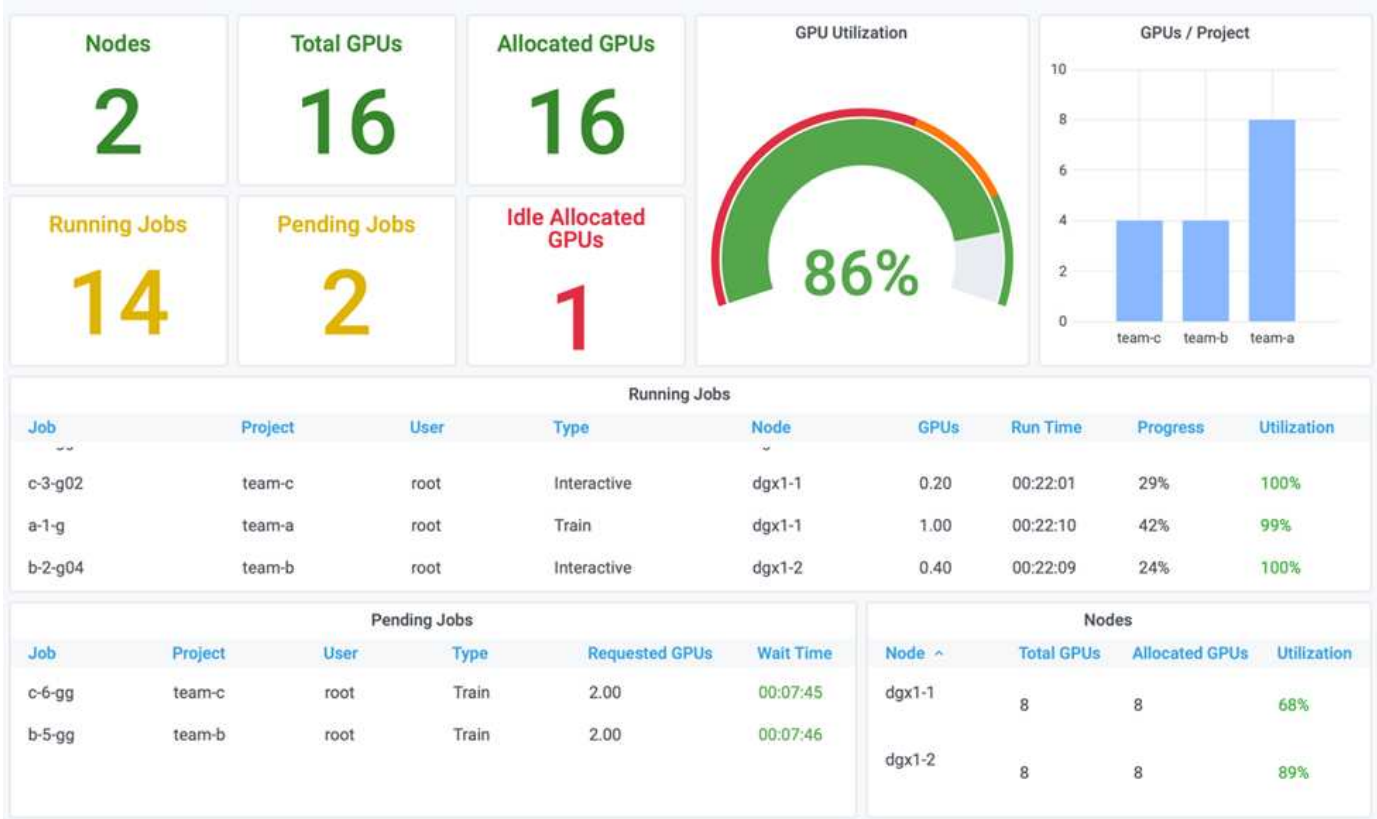 Nodes
2
Total GPUs
16
Allocated GPUs
16
GPU Utilization
86%
GPUs / Project
10
8
6
4
2
0
team-c team-b team-a
Running Jobs
14
Pending Jobs
2
Idle Allocated
GPUs
1
Running Jobs
Job Project User Type Node GPUs Run Time Progress Utilization
c-3-g02 team-c root Interactive dgx1-1 0.20 00:22:01 29% 100%
a-1-g team-a root Train dgx1-1 1.00 00:22:10 42% 99%
b-2-g04 team-b root Interactive dgx1-2 0.40 00:22:09 24% 100%
Pending Jobs
Job Project User Type Requested GPUs Wait Time
c-6-gg team-c root Train 2.00 00:07:45
b-5-gg team-b root Train 2.00 00:07:46
Nodes
Node Total GPUs Allocated GPUs Utilization
dgx1-1 8 8 68%
dgx1-2 8 8 89%